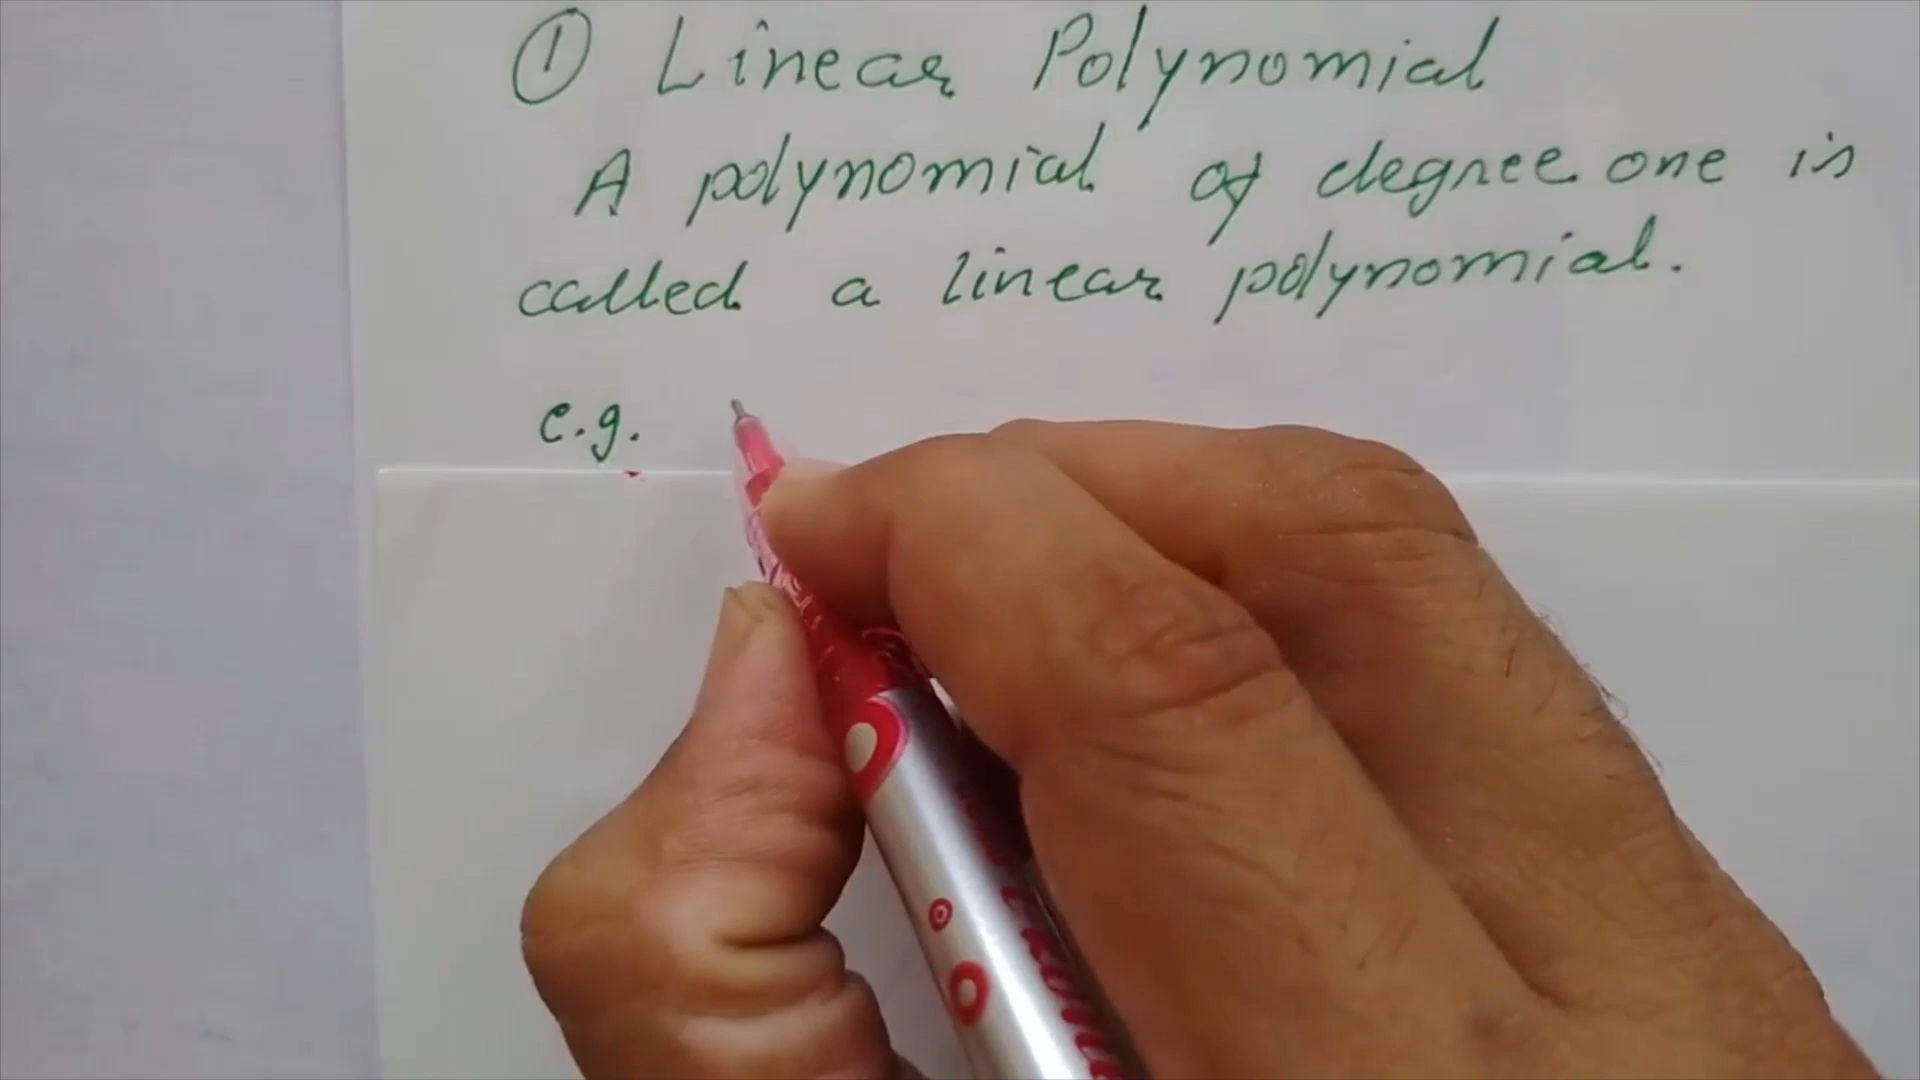 ① Linear Polynomial
A polynomial of degree one is
called a linear polynomial.
e.g.